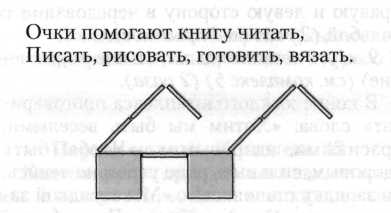 Очки помогают книгу читать,
Писать, рисовать, готовить, вязать.